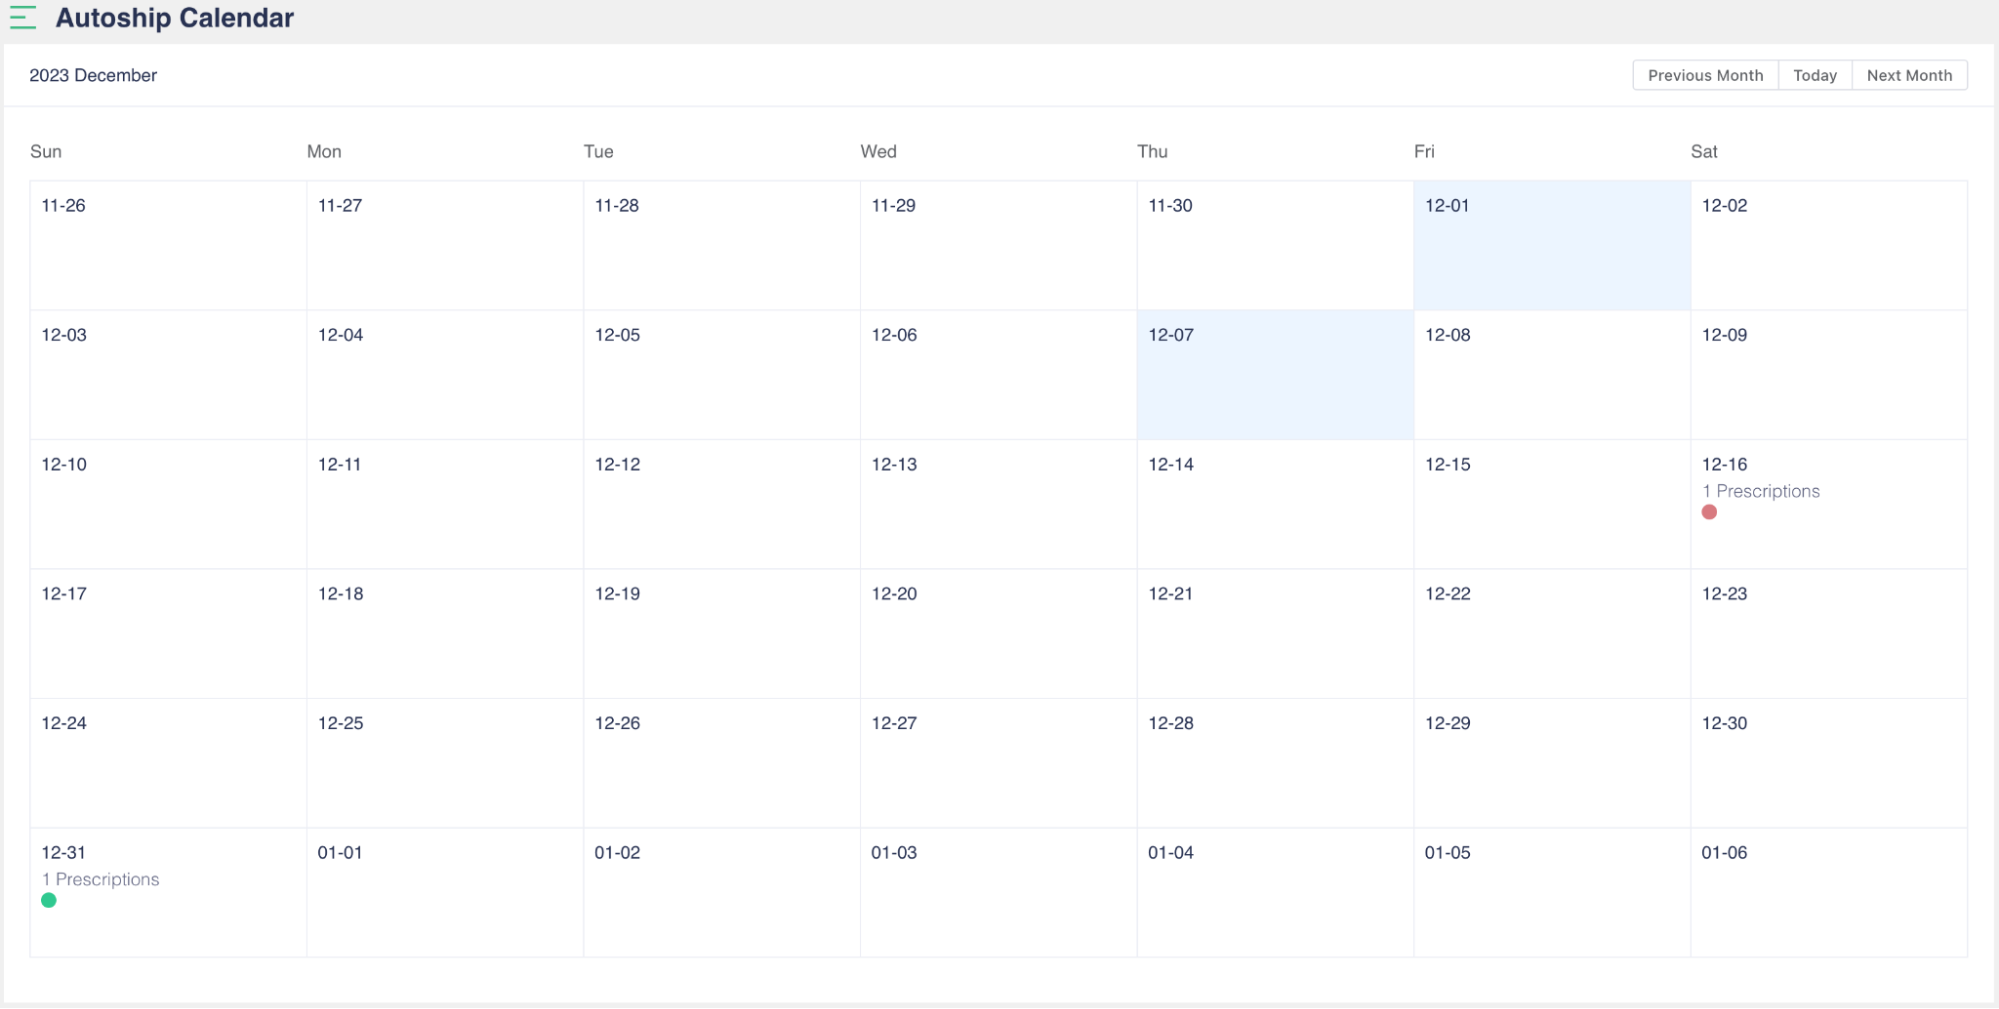 Autoship Calendar
2023 December
Previous Month Today Next Month
Sun Mon Tue Wed Thu Fri Sat
11-26 11-27 11-28 11-29 11-30 12-01 12-02
12-03 12-04 12-05 12-06 12-07 12-08 12-09
12-10 12-11 12-12 12-13 12-14 12-15 12-16
1 Prescriptions
12-17 12-18 12-19 12-20 12-21 12-22 12-23
12-24 12-25 12-26 12-27 12-28 12-29 12-30
12-31 01-01 01-02 01-03 01-04 01-05 01-06
1 Prescriptions